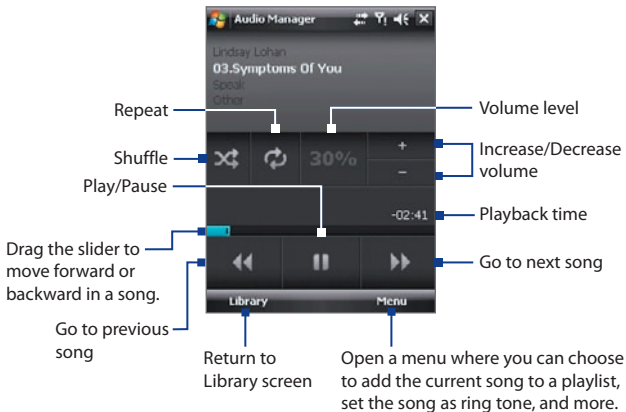 Audio Manager
Lindsay Lohan
03.Symptoms Of You
Speak
Other
Repeat
Volume level
Shuffle
30%
+
-
Increase/Decrease
volume
Play/Pause
-02:41
Playback time
Drag the slider to
move forward or
backward in a song.
Go to next song
Library
Menu
Go to previous
song
Return to
Library screen
Open a menu where you can choose
to add the current song to a playlist,
set the song as ring tone, and more.